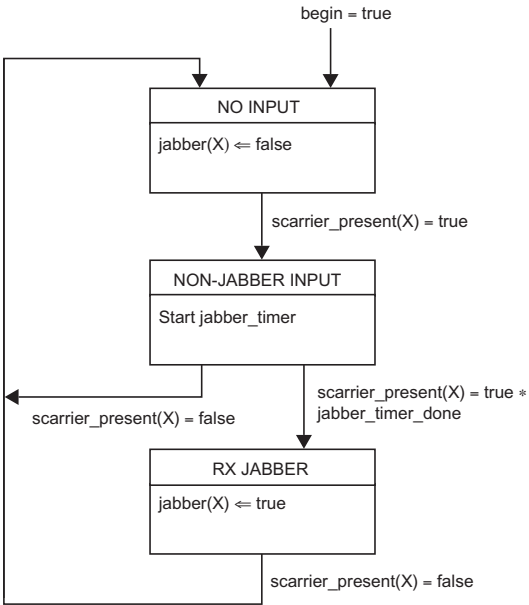 begin = true
NO INPUT
jabber(X) ⇐ false
scarrier_present(X) = true
NON-JABBER INPUT
Start jabber_timer
scarrier_present(X) = true *
jabber_timer_done
scarrier_present(X) = false
RX JABBER
jabber(X) ⇐ true
scarrier_present(X) = false